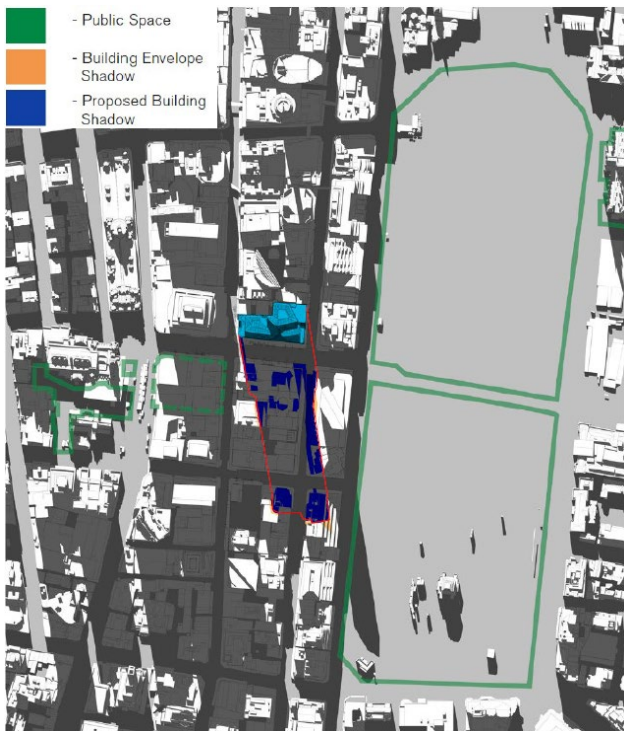 - Public Space
- Building Envelope
Shadow
- Proposed Building
Shadow